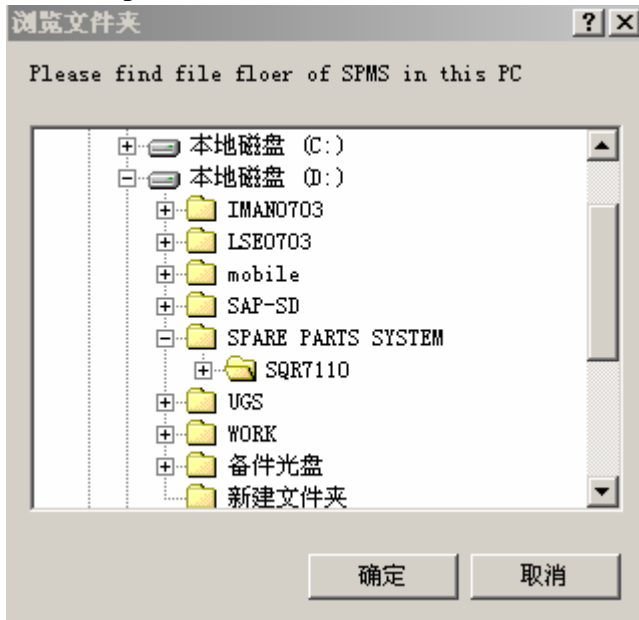 浏览文件夹
Please find file floer of SPMS in this PC
本地磁盘 (C:)
本地磁盘 (D:)
IMAN0703
LSE0703
mobile
SAP-SD
SPARE PARTS SYSTEM
SQR7110
UGS
WORK
备件光盘
新建文件夹
确定 取消